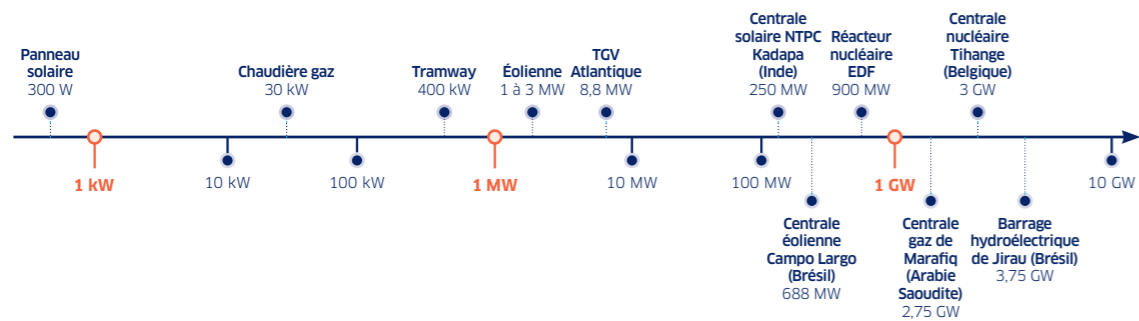 Panneau
solaire
300 W
Chaudière gaz
30 kW
Tramway
400 kW
Éolienne
1 à 3 MW
TGV
Atlantique
8,8 MW
Centrale
solaire NTPC
Kadapa
(Inde)
250 MW
Réacteur
nucléaire
EDF
900 MW
Centrale
nucléaire
Tihange
(Belgique)
3 GW
1 kW
10 kW
100 kW
1 MW
10 MW
100 MW
1 GW
10 GW
Centrale
éolienne
Campo Largo
(Brésil)
688 MW
Centrale
gaz de
Marafiq
(Arabie
Saoudite)
2,75 GW
Barrage
hydroélectrique
de Jirau (Brésil)
3,75 GW